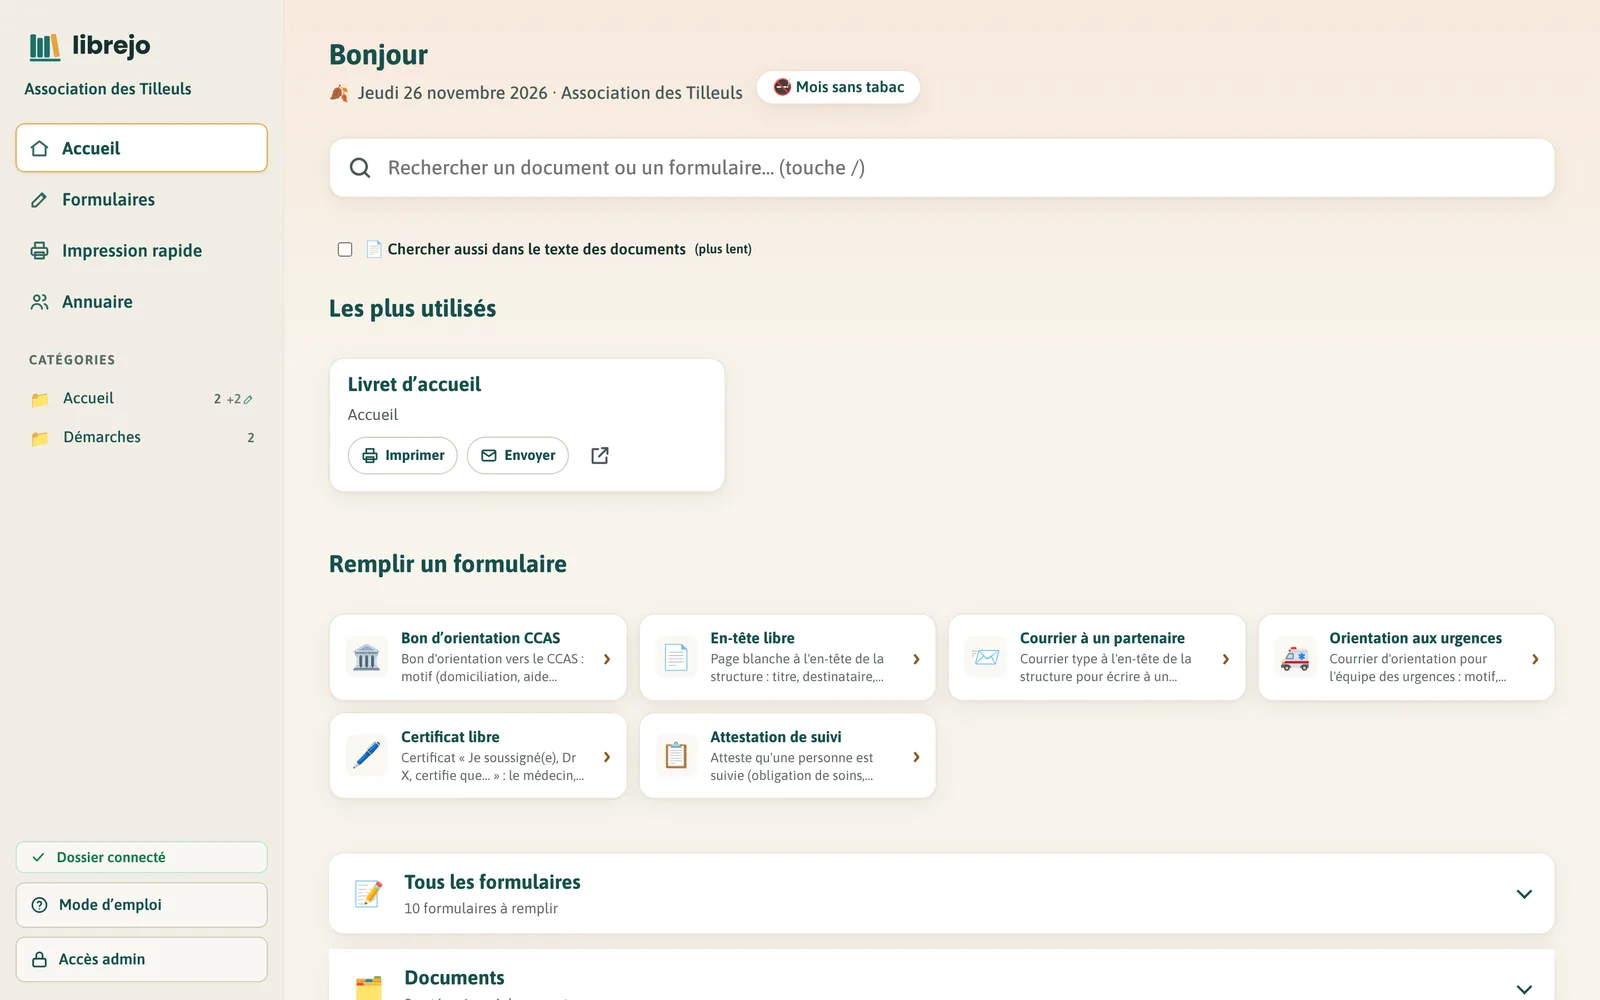 librejo
Association des Tilleuls
Accueil
Formulaires
Impression rapide
Annuaire
CATÉGORIES
Accueil 2 +2
Démarches 2
Dossier connecté
Mode d’emploi
Accès admin
Bonjour
Jeudi 26 novembre 2026 · Association des Tilleuls
Mois sans tabac
Rechercher un document ou un formulaire... (touche /)
Chercher aussi dans le texte des documents (plus lent)
Les plus utilisés
Livret d’accueil
Accueil
Imprimer
Envoyer
Remplir un formulaire
Bon d’orientation CCAS
Bon d'orientation vers le CCAS :
motif (domiciliation, aide...
En-tête libre
Page blanche à l'en-tête de la
structure : titre, destinataire,...
Courrier à un partenaire
Courrier type à l'en-tête de la
structure pour écrire à un...
Orientation aux urgences
Courrier d'orientation pour
l'équipe des urgences : motif,...
Certificat libre
Certificat « Je soussigné(e), Dr
X, certifie que... » : le médecin,...
Attestation de suivi
Atteste qu'une personne est
suivie (obligation de soins,...
Tous les formulaires
10 formulaires à remplir
Documents